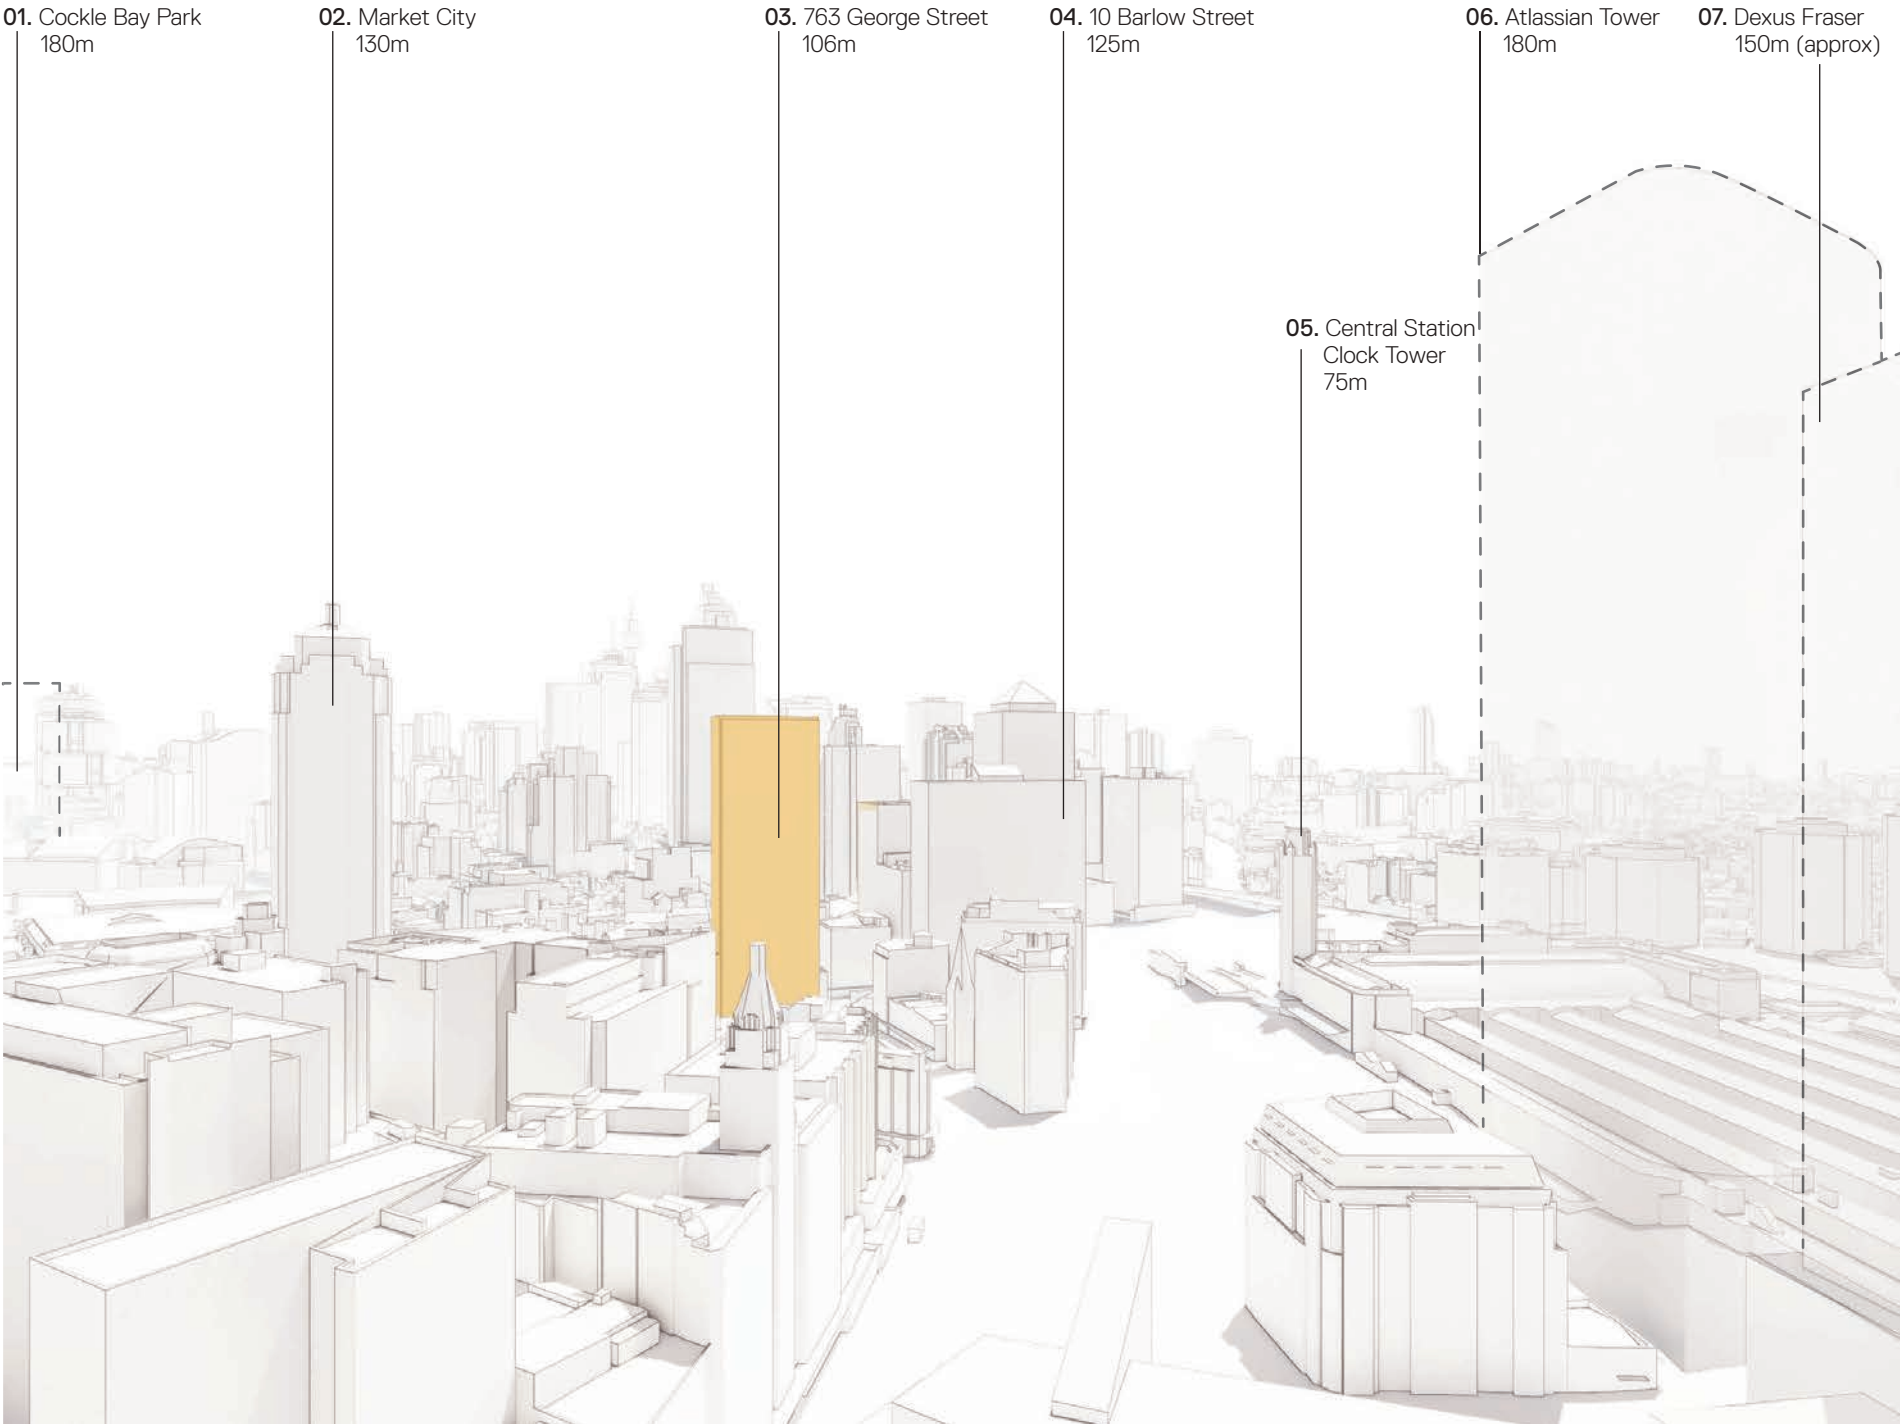 01. Cockle Bay Park
180m
02. Market City
130m
03. 763 George Street
106m
04. 10 Barlow Street
125m
06. Atlassian Tower
180m
07. Dexus Fraser
150m (approx)
05. Central Station
Clock Tower
75m